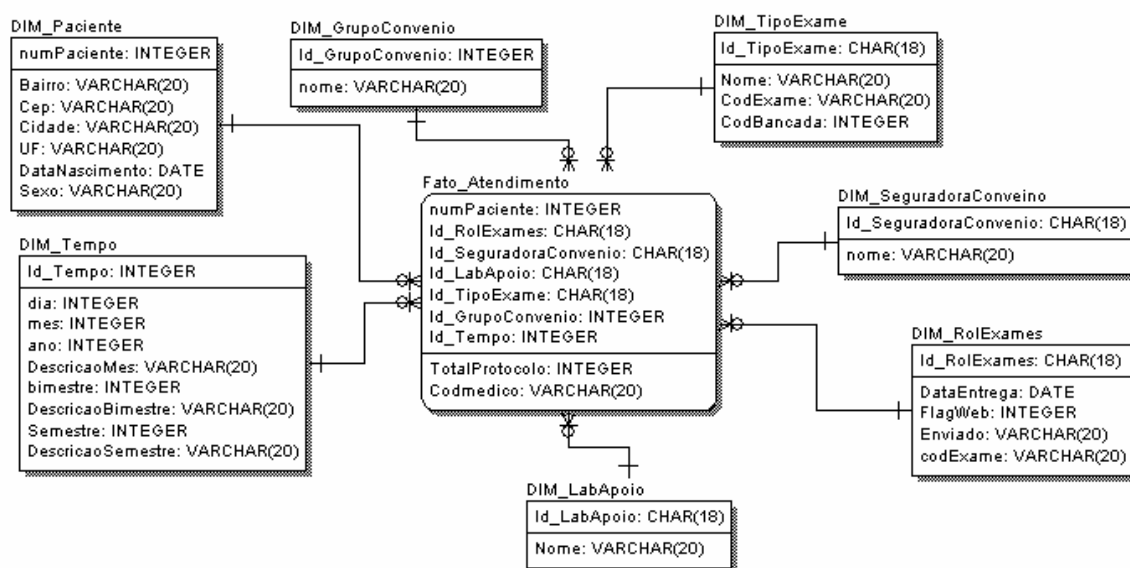 DIM_Paciente
numPaciente: INTEGER
Bairro: VARCHAR(20)
Cep: VARCHAR(20)
Cidade: VARCHAR(20)
UF: VARCHAR(20)
DataNascimento: DATE
Sexo: VARCHAR(20)
DIM_GrupoConvenio
Id_GrupoConvenio: INTEGER
nome: VARCHAR(20)
DIM_TipoExame
Id_TipoExame: CHAR(18)
Nome: VARCHAR(20)
CodExame: VARCHAR(20)
CodBancada: INTEGER
Fato_Atendimento
numPaciente: INTEGER
Id_RolExames: CHAR(18)
Id_SeguradoraConvenio: CHAR(18)
Id_LabApoio: CHAR(18)
Id_TipoExame: CHAR(18)
Id_GrupoConvenio: INTEGER
Id_Tempo: INTEGER
TotalProtocolo: INTEGER
Codmedico: VARCHAR(20)
DIM_SeguradoraConveino
Id_SeguradoraConvenio: CHAR(18)
nome: VARCHAR(20)
DIM_Tempo
Id_Tempo: INTEGER
dia: INTEGER
mes: INTEGER
ano: INTEGER
DescricaoMes: VARCHAR(20)
bimestre: INTEGER
DescricaoBimestre: VARCHAR(20)
Semestre: INTEGER
DescricaoSemestre: VARCHAR(20)
DIM_RolExames
Id_RolExames: CHAR(18)
DataEntrega: DATE
FlagWeb: INTEGER
Enviado: VARCHAR(20)
codExame: VARCHAR(20)
DIM_LabApoio
Id_LabApoio: CHAR(18)
Nome: VARCHAR(20)